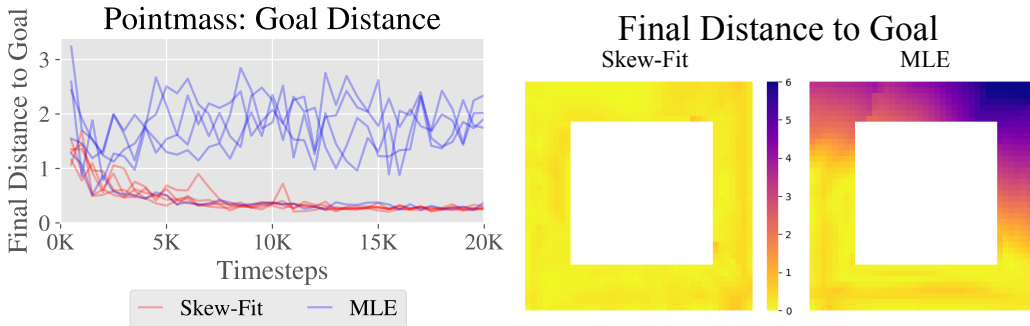 Pointmass: Goal Distance
Final Distance to Goal
3
2
1
0
0K
5K
10K
15K
20K
Timesteps
Skew-Fit
MLE
Final Distance to Goal
Skew-Fit
MLE
6
5
4
3
2
1
0